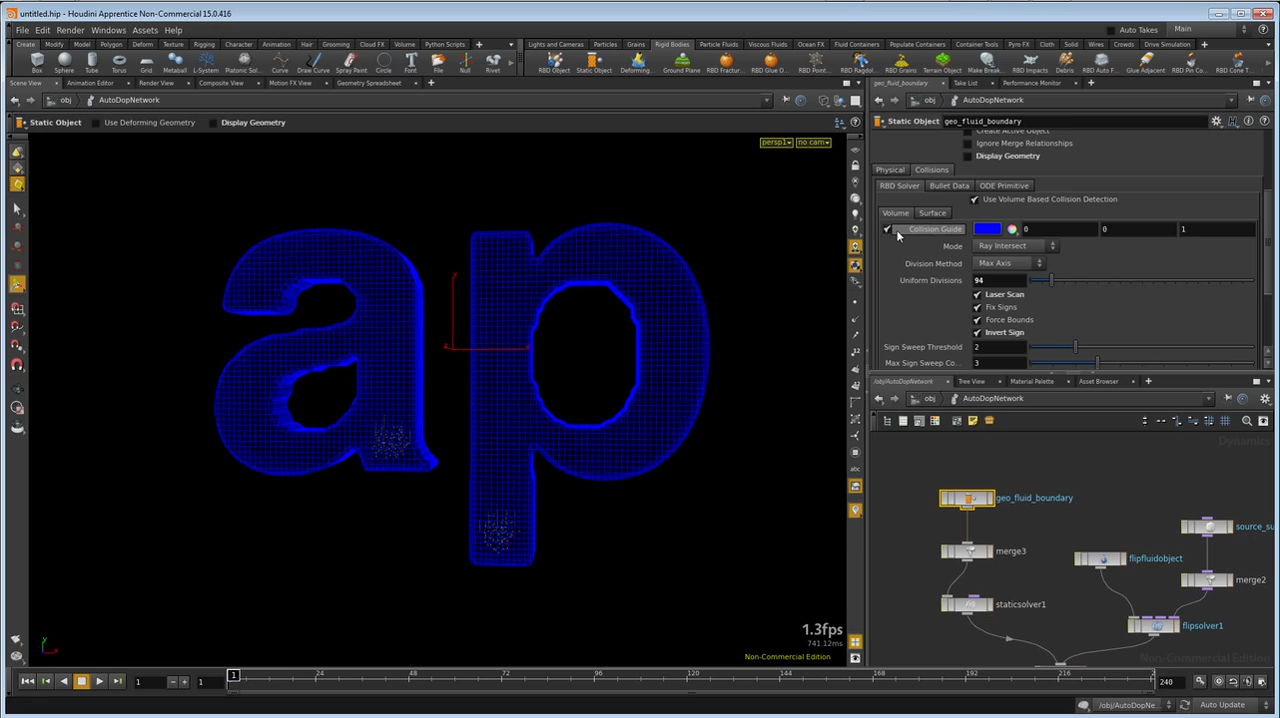 untitled.hip - Houdini Apprentice Non-Commercial 15.0.416
File Edit Render Windows Assets Help Auto Takes Main
Create Modify Model Polygon Deform Texture Rigging Character Animation Hair Grooming Cloud FX Volume Python Scripts Lights and Cameras Particles Grains Rigid Bodies Particle Fluids Viscous Fluids Ocean FX Fluid Containers Populate Containers Container Tools Pyro FX Cloth Solid Wires Crowds Drive Simulation
Box Sphere Tube Torus Grid Metaball L-System Platonic Sol... Curve Draw Curve Spray Paint Circle Font File Null Rivet RBD Object Static Object Deforming... Ground Plane RBD Fractur... RBD Glue O... RBD Point... RBD Ragdol... RBD Grains Terrain Object Make Break... RBD Impacts Debris RBD Auto F... Glue Adjacent RBD Pin Co... RBD Cone T...
Scene View Animation Editor Render View Composite View Motion FX View Geometry Spreadsheet geo_fluid_boundary Take List Performance Monitor
obj AutoDopNetwork obj AutoDopNetwork
Static Object Use Deforming Geometry Display Geometry Static Object geo_fluid_boundary
Create Active Object
persp1 no cam Ignore Merge Relationships
Display Geometry
Physical Collisions
RBD Solver Bullet Data ODE Primitive
Use Volume Based Collision Detection
Volume Surface
Collision Guide 0 0 1
Mode Ray Intersect
Division Method Max Axis
Uniform Divisions 94
Laser Scan
Fix Signs
Force Bounds
Invert Sign
Sign Sweep Threshold 2
Max Sign Sweep Co... 3
ap
/obj/AutoDopNetwork Tree View Material Palette Asset Browser
obj AutoDopNetwork
Dynamics
geo_fluid_boundary
source_su
merge3 flipfluidobject
merge2
staticsolver1
flipsolver1
1.3fps
741.12ms
Non-Commercial Edition Non-Commercial Edition
1 1 1 24 48 72 96 120 144 168 192 216 2 240
/obj/AutoDopNe... Auto Update